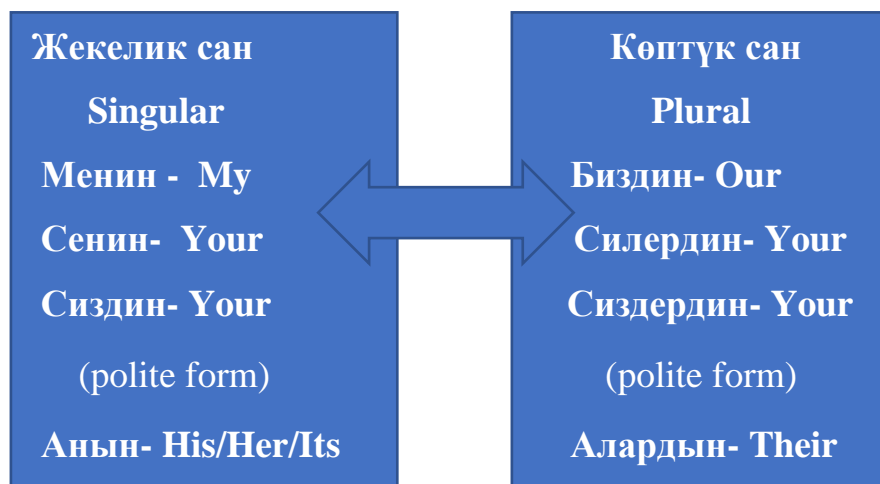 Жекелик сан
Singular
Менин - My
Сенин- Your
Сиздин- Your
(polite form)
Анын- His/Her/Its
Көптүк сан
Plural
Биздин- Our
Силердин- Your
Сиздердин- Your
(polite form)
Алардын- Their